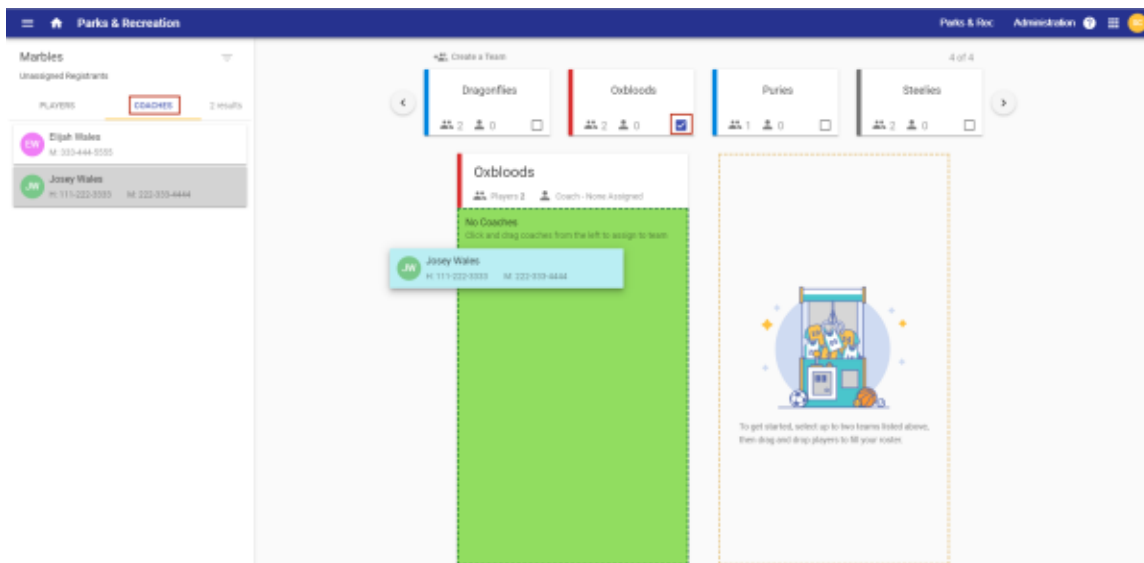 Parks & Recreation
Parks & Rec Administration
Marbles
Unassigned Registrants
PLAYERS COACHES 2 results
EW Elijah Wales
M: 333-444-5555
JW Josey Wales
H: 111-222-3333 M: 222-333-4444
Create a Team
4 of 4
Dragonflies
2 0
Oxbloods
2 0
Puries
1 0
Steelies
2 0
Oxbloods
Players 2 Coach - None Assigned
No Coaches
Click and drag coaches from the left to assign to team
JW Josey Wales
H: 111-222-3333 M: 222-333-4444
To get started, select up to two teams listed above,
then drag and drop players to fill your roster.